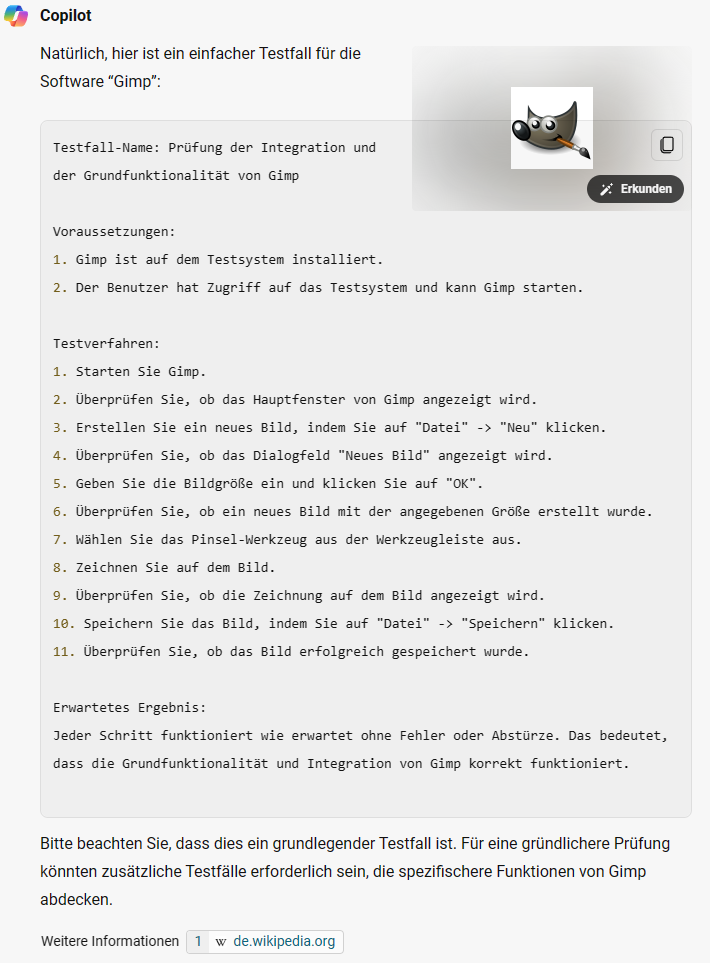 Copilot
Natürlich, hier ist ein einfacher Testfall für die
Software “Gimp”:
Erkunden
Testfall-Name: Prüfung der Integration und
der Grundfunktionalität von Gimp
Voraussetzungen:
1. Gimp ist auf dem Testsystem installiert.
2. Der Benutzer hat Zugriff auf das Testsystem und kann Gimp starten.
Testverfahren:
1. Starten Sie Gimp.
2. Überprüfen Sie, ob das Hauptfenster von Gimp angezeigt wird.
3. Erstellen Sie ein neues Bild, indem Sie auf "Datei" -> "Neu" klicken.
4. Überprüfen Sie, ob das Dialogfeld "Neues Bild" angezeigt wird.
5. Geben Sie die Bildgröße ein und klicken Sie auf "OK".
6. Überprüfen Sie, ob ein neues Bild mit der angegebenen Größe erstellt wurde.
7. Wählen Sie das Pinsel-Werkzeug aus der Werkzeugleiste aus.
8. Zeichnen Sie auf dem Bild.
9. Überprüfen Sie, ob die Zeichnung auf dem Bild angezeigt wird.
10. Speichern Sie das Bild, indem Sie auf "Datei" -> "Speichern" klicken.
11. Überprüfen Sie, ob das Bild erfolgreich gespeichert wurde.
Erwartetes Ergebnis:
Jeder Schritt funktioniert wie erwartet ohne Fehler oder Abstürze. Das bedeutet,
dass die Grundfunktionalität und Integration von Gimp korrekt funktioniert.
Bitte beachten Sie, dass dies ein grundlegender Testfall ist. Für eine gründlichere Prüfung
könnten zusätzliche Testfälle erforderlich sein, die spezifischere Funktionen von Gimp
abdecken.
Weitere Informationen 1 W de.wikipedia.org